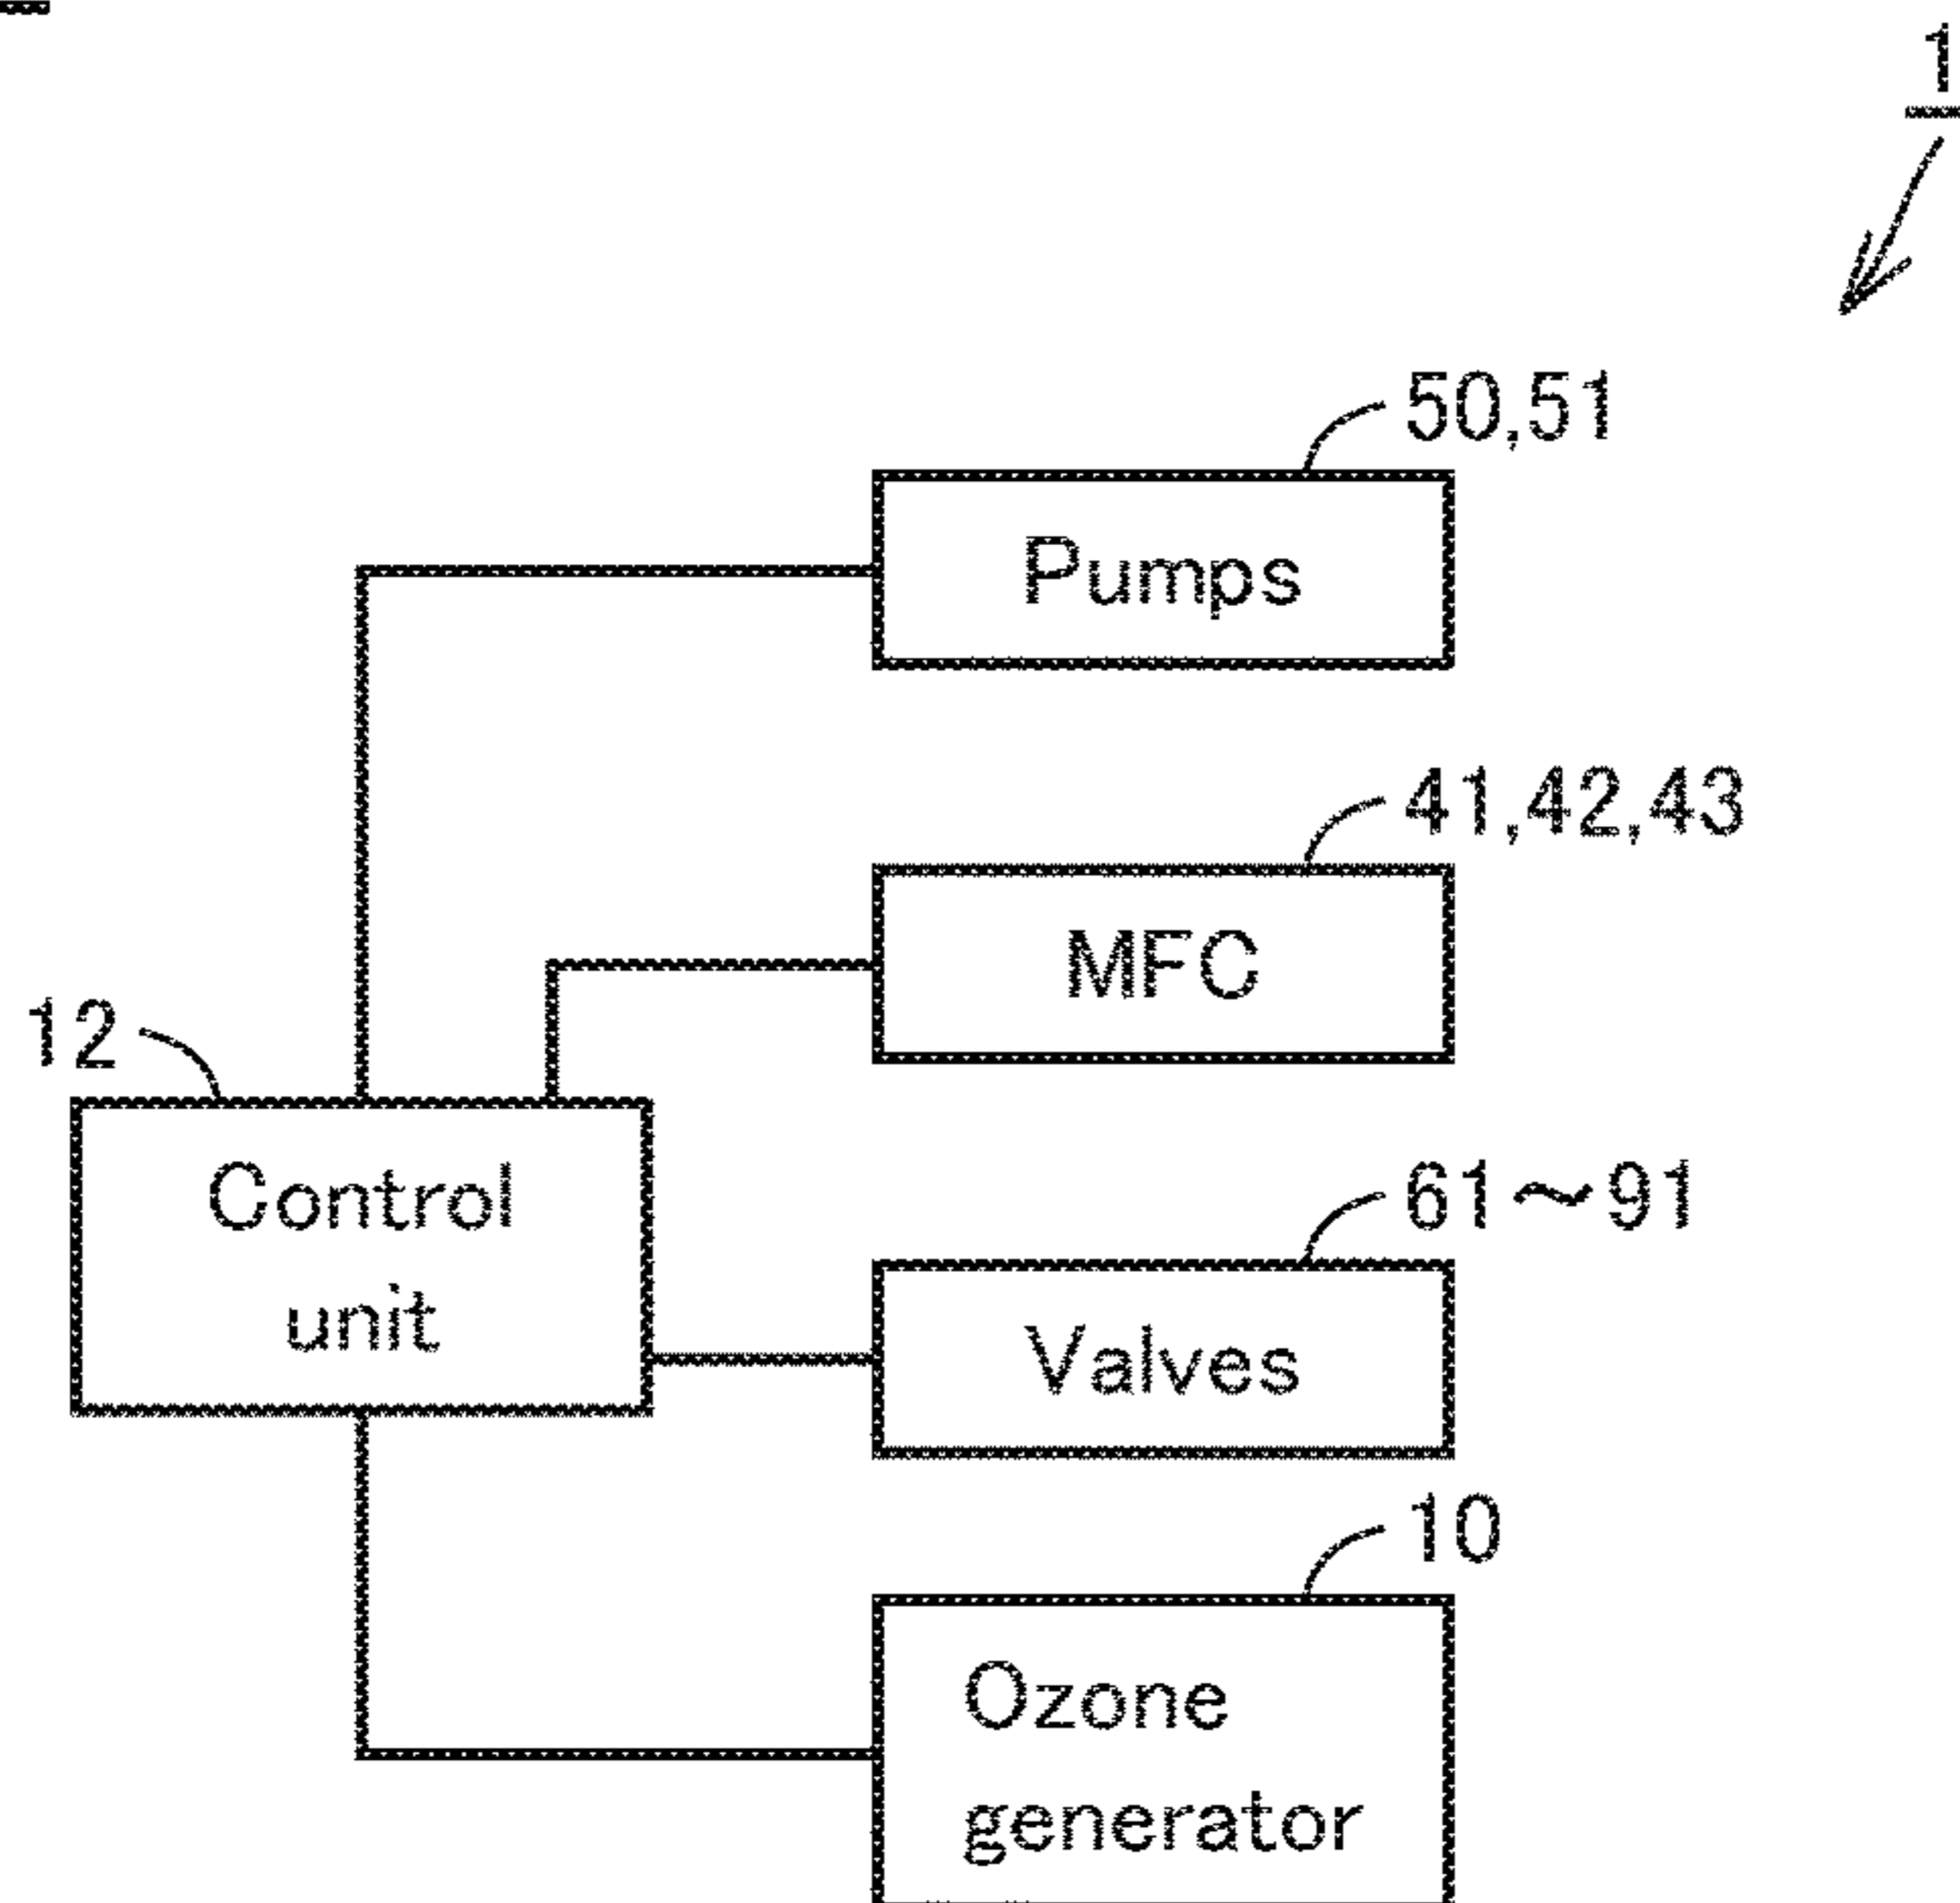 1
50,51
Pumps
41,42,43
MFC
12
Control
unit
61～91
Valves
10
Ozone
generator